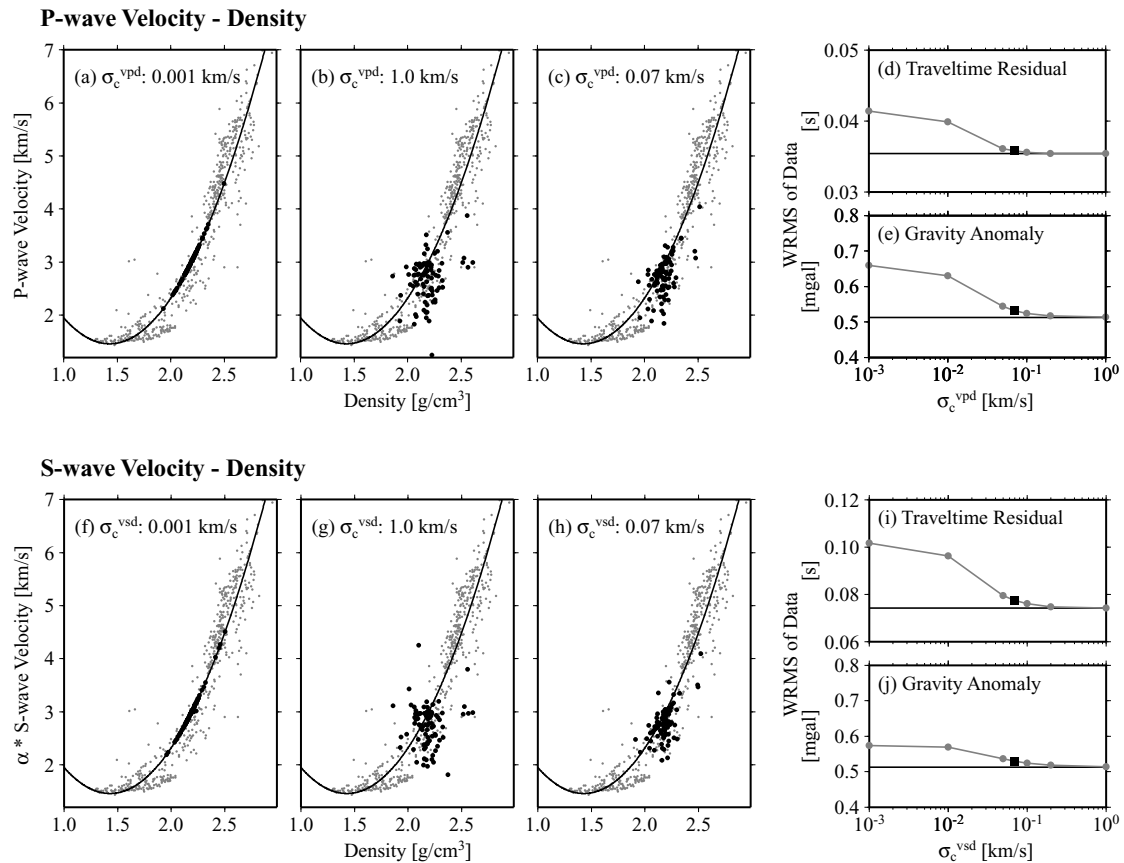 P-wave Velocity - Density
(a) σc^vpd: 0.001 km/s
(b) σc^vpd: 1.0 km/s
(c) σc^vpd: 0.07 km/s
P-wave Velocity [km/s]
7
6
5
4
3
2
1.0 1.5 2.0 2.5
1.0 1.5 2.0 2.5
1.0 1.5 2.0 2.5
Density [g/cm³]
WRMS of Data
[s]
[mgal]
(d) Traveltime Residual
0.05
0.04
0.03
(e) Gravity Anomaly
0.8
0.7
0.6
0.5
0.4
10⁻³ 10⁻² 10⁻¹ 10⁰
σc^vpd [km/s]
S-wave Velocity - Density
(f) σc^vsd: 0.001 km/s
(g) σc^vsd: 1.0 km/s
(h) σc^vsd: 0.07 km/s
α * S-wave Velocity [km/s]
7
6
5
4
3
2
1.0 1.5 2.0 2.5
1.0 1.5 2.0 2.5
1.0 1.5 2.0 2.5
Density [g/cm³]
WRMS of Data
[s]
[mgal]
(i) Traveltime Residual
0.12
0.10
0.08
0.06
(j) Gravity Anomaly
0.8
0.7
0.6
0.5
0.4
10⁻³ 10⁻² 10⁻¹ 10⁰
σc^vsd [km/s]